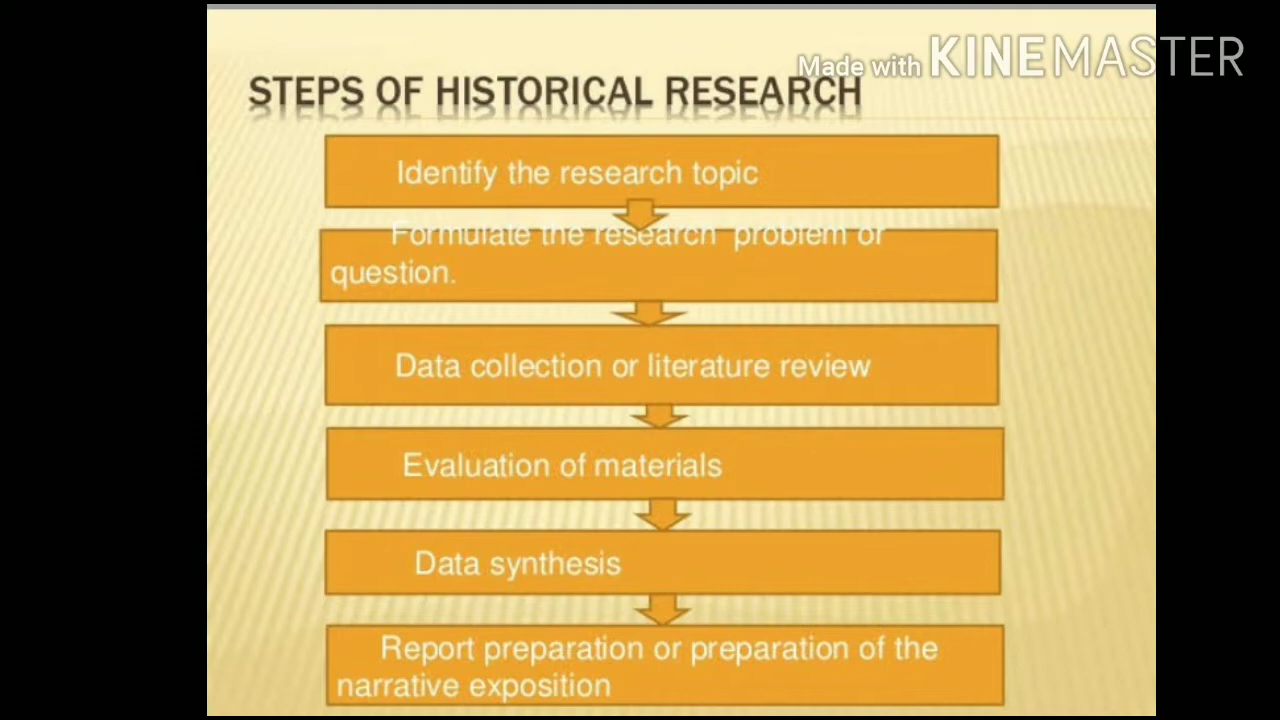 Made with KINEMASTER
STEPS OF HISTORICAL RESEARCH
Identify the research topic
Formulate the research problem or
question.
Data collection or literature review
Evaluation of materials
Data synthesis
Report preparation or preparation of the
narrative exposition